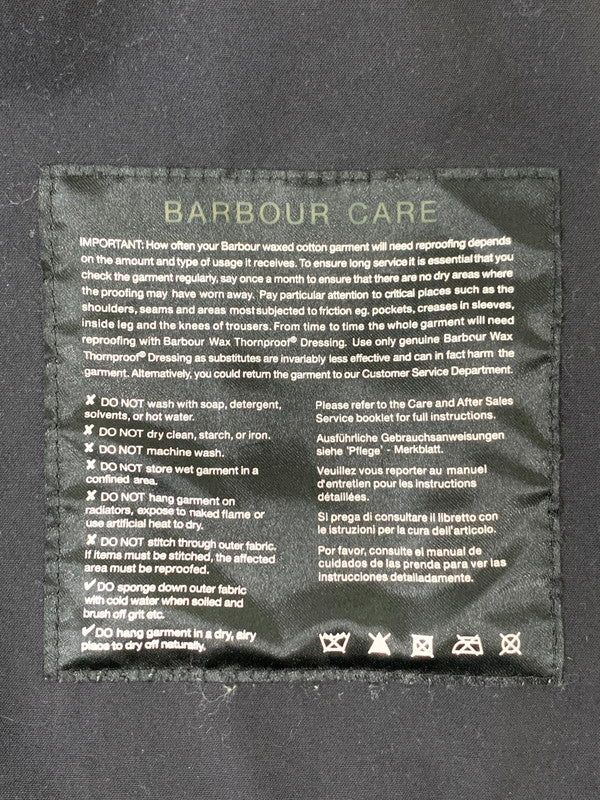 BARBOUR CARE
IMPORTANT: How often your Barbour waxed cotton garment will need reproofing depends
on the amount and type of usage it receives. To ensure long service it is essential that you
check the garment regularly, say once a month to ensure that there are no dry areas where
the proofing may have worn away. Pay particular attention to critical places such as the
shoulders, seams and areas most subjected to friction eg. pockets, creases in sleeves,
inside leg and the knees of trousers. From time to time the whole garment will need
reproofing with Barbour Wax Thornproof® Dressing. Use only genuine Barbour Wax
Thornproof® Dressing as substitutes are invariably less effective and can in fact harm the
garment. Alternatively, you could return the garment to our Customer Service Department.
✘ DO NOT wash with soap, detergent,
solvents, or hot water.
✘ DO NOT dry clean, starch, or iron.
✘ DO NOT machine wash.
✘ DO NOT store wet garment in a
confined area.
✘ DO NOT hang garment on
radiators, expose to naked flame or
use artificial heat to dry.
✘ DO NOT stitch through outer fabric.
If items must be stitched, the affected
area must be reproofed.
✔ DO sponge down outer fabric
with cold water when soiled and
brush off grit etc.
✔ DO hang garment in a dry, airy
place to dry off naturally.
Please refer to the Care and After Sales
Service booklet for full instructions.
Ausführliche Gebrauchsanweisungen
siehe 'Pflege' - Merkblatt.
Veuillez vous reporter au manuel
d'entretien pour les instructions
détaillées.
Si prega di consultare il libretto con
le istruzioni per la cura dell'articolo.
Por favor, consulte el manual de
cuidados de las prenda para ver las
instrucciones detalladamente.